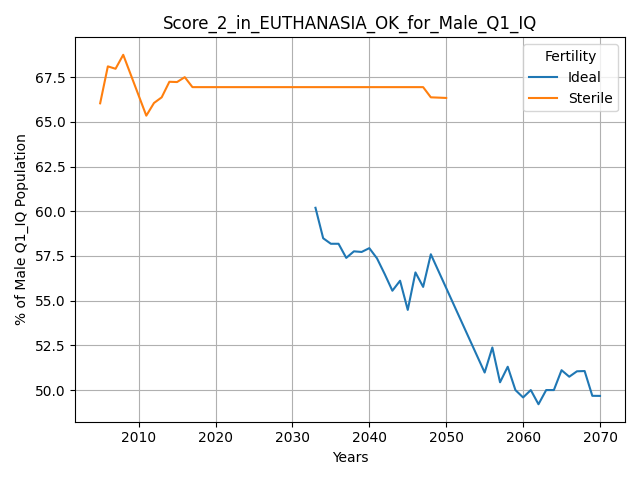 Score_2_in_EUTHANASIA_OK_for_Male_Q1_IQ
% of Male Q1_IQ Population
67.5
65.0
62.5
60.0
57.5
55.0
52.5
50.0
Fertility
Ideal
Sterile
2010 2020 2030 2040 2050 2060 2070
Years